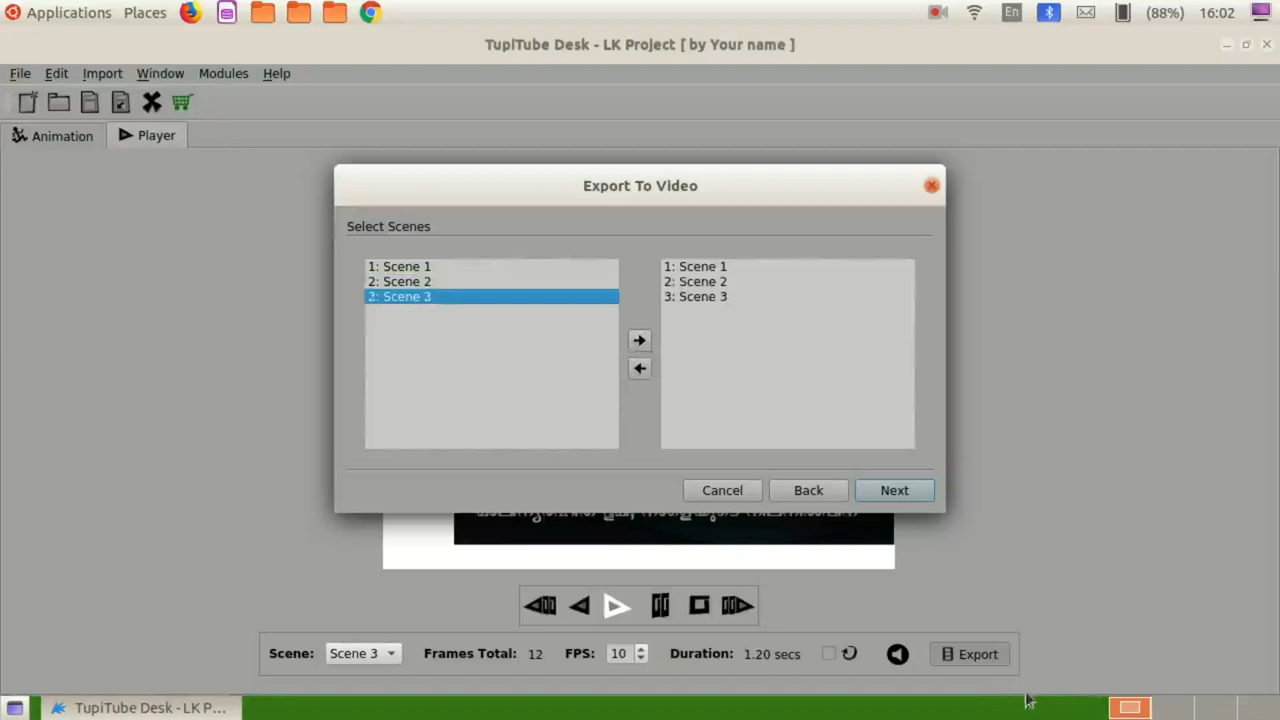 Applications Places En (88%) 16:02
TupiTube Desk - LK Project [ by Your name ]
File Edit Import Window Modules Help
Animation Player
Export To Video
Select Scenes
1: Scene 1
2: Scene 2
3: Scene 3
1: Scene 1
2: Scene 2
3: Scene 3
Cancel Back Next
Scene: Scene 3 Frames Total: 12 FPS: 10 Duration: 1.20 secs Export
TupiTube Desk - LK P...